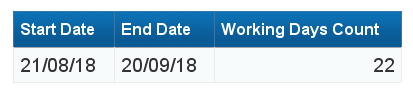 Start Date End Date Working Days Count
21/08/18 20/09/18 22